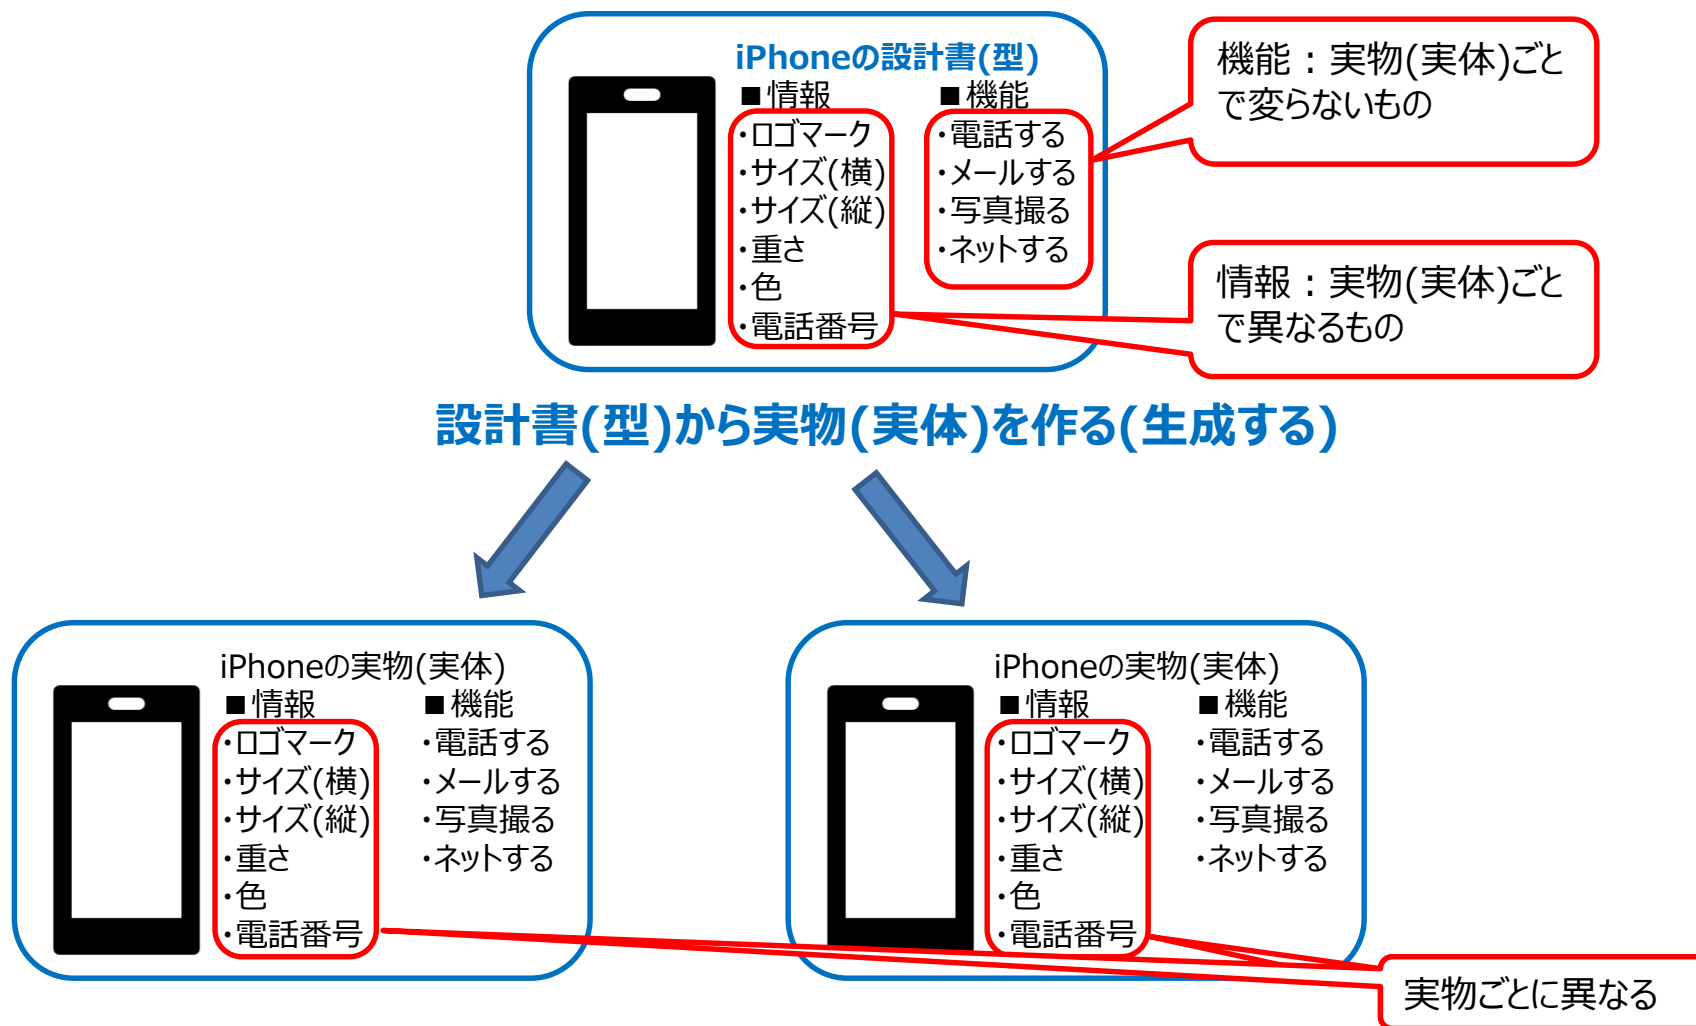 iPhoneの設計書(型)
■情報
・ロゴマーク
・サイズ(横)
・サイズ(縦)
・重さ
・色
・電話番号
■機能
・電話する
・メールする
・写真撮る
・ネットする
機能：実物(実体)ごと
で変らないもの
情報：実物(実体)ごと
で異なるもの
設計書(型)から実物(実体)を作る(生成する)
iPhoneの実物(実体)
■情報
・ロゴマーク
・サイズ(横)
・サイズ(縦)
・重さ
・色
・電話番号
■機能
・電話する
・メールする
・写真撮る
・ネットする
iPhoneの実物(実体)
■情報
・ロゴマーク
・サイズ(横)
・サイズ(縦)
・重さ
・色
・電話番号
■機能
・電話する
・メールする
・写真撮る
・ネットする
実物ごとに異なる